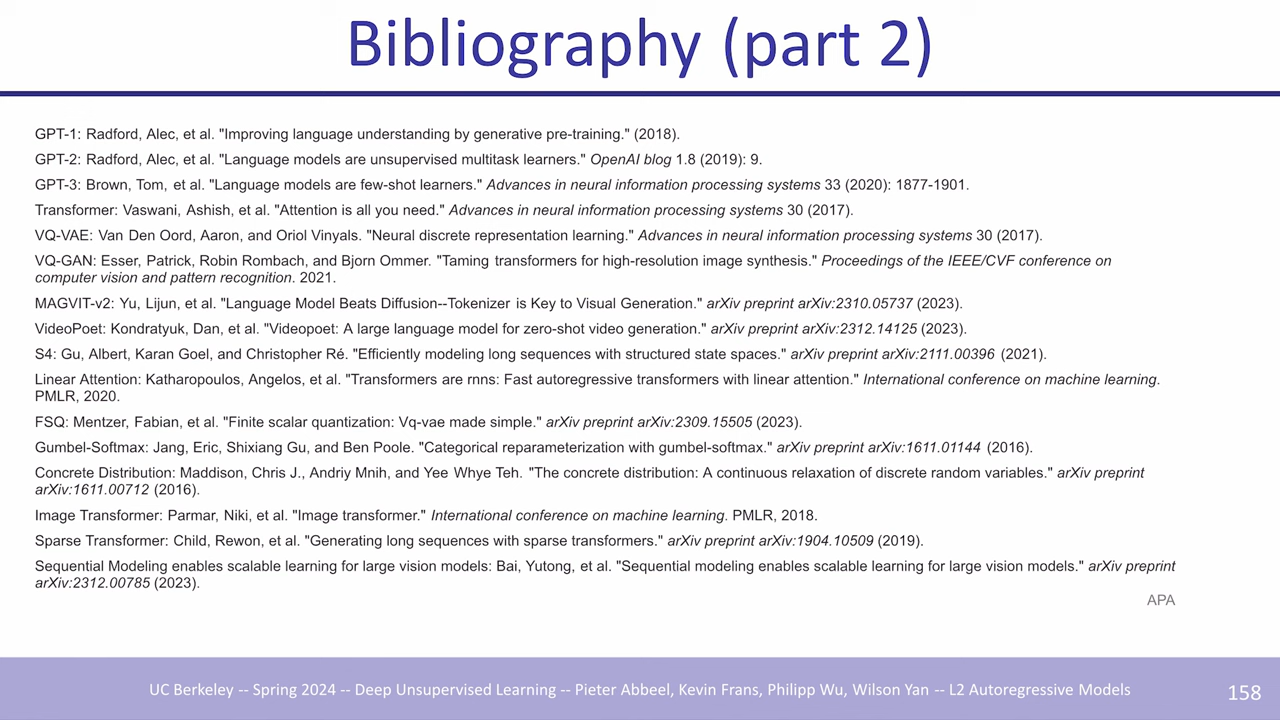 Bibliography (part 2)
GPT-1: Radford, Alec, et al. "Improving language understanding by generative pre-training." (2018).
GPT-2: Radford, Alec, et al. "Language models are unsupervised multitask learners." OpenAI blog 1.8 (2019): 9.
GPT-3: Brown, Tom, et al. "Language models are few-shot learners." Advances in neural information processing systems 33 (2020): 1877-1901.
Transformer: Vaswani, Ashish, et al. "Attention is all you need." Advances in neural information processing systems 30 (2017).
VQ-VAE: Van Den Oord, Aaron, and Oriol Vinyals. "Neural discrete representation learning." Advances in neural information processing systems 30 (2017).
VQ-GAN: Esser, Patrick, Robin Rombach, and Bjorn Ommer. "Taming transformers for high-resolution image synthesis." Proceedings of the IEEE/CVF conference on
computer vision and pattern recognition. 2021.
MAGVIT-v2: Yu, Lijun, et al. "Language Model Beats Diffusion--Tokenizer is Key to Visual Generation." arXiv preprint arXiv:2310.05737 (2023).
VideoPoet: Kondratyuk, Dan, et al. "Videopoet: A large language model for zero-shot video generation." arXiv preprint arXiv:2312.14125 (2023).
S4: Gu, Albert, Karan Goel, and Christopher Ré. "Efficiently modeling long sequences with structured state spaces." arXiv preprint arXiv:2111.00396 (2021).
Linear Attention: Katharopoulos, Angelos, et al. "Transformers are rnns: Fast autoregressive transformers with linear attention." International conference on machine learning.
PMLR, 2020.
FSQ: Mentzer, Fabian, et al. "Finite scalar quantization: Vq-vae made simple." arXiv preprint arXiv:2309.15505 (2023).
Gumbel-Softmax: Jang, Eric, Shixiang Gu, and Ben Poole. "Categorical reparameterization with gumbel-softmax." arXiv preprint arXiv:1611.01144 (2016).
Concrete Distribution: Maddison, Chris J., Andriy Mnih, and Yee Whye Teh. "The concrete distribution: A continuous relaxation of discrete random variables." arXiv preprint
arXiv:1611.00712 (2016).
Image Transformer: Parmar, Niki, et al. "Image transformer." International conference on machine learning. PMLR, 2018.
Sparse Transformer: Child, Rewon, et al. "Generating long sequences with sparse transformers." arXiv preprint arXiv:1904.10509 (2019).
Sequential Modeling enables scalable learning for large vision models: Bai, Yutong, et al. "Sequential modeling enables scalable learning for large vision models." arXiv preprint
arXiv:2312.00785 (2023).
APA
UC Berkeley -- Spring 2024 -- Deep Unsupervised Learning -- Pieter Abbeel, Kevin Frans, Philipp Wu, Wilson Yan -- L2 Autoregressive Models
158